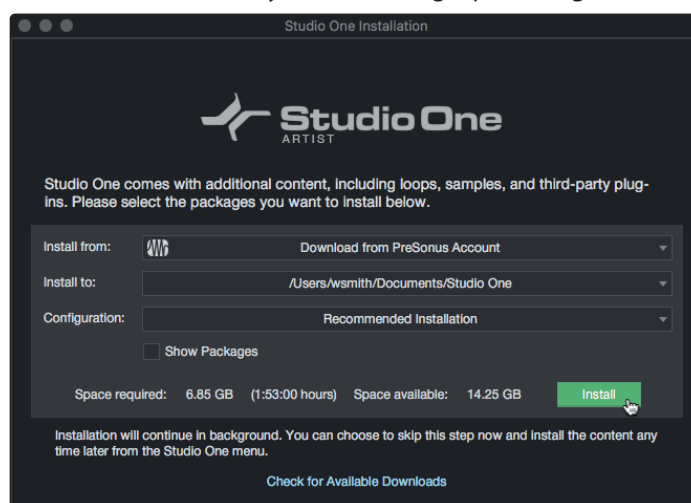 Studio One Installation
Studio One
ARTIST
Studio One comes with additional content, including loops, samples, and third-party plug-
ins. Please select the packages you want to install below.
Install from: Download from PreSonus Account
Install to: /Users/wsmith/Documents/Studio One
Configuration: Recommended Installation
Show Packages
Space required: 6.85 GB (1:53:00 hours) Space available: 14.25 GB Install
Installation will continue in background. You can choose to skip this step now and install the content any
time later from the Studio One menu.
Check for Available Downloads